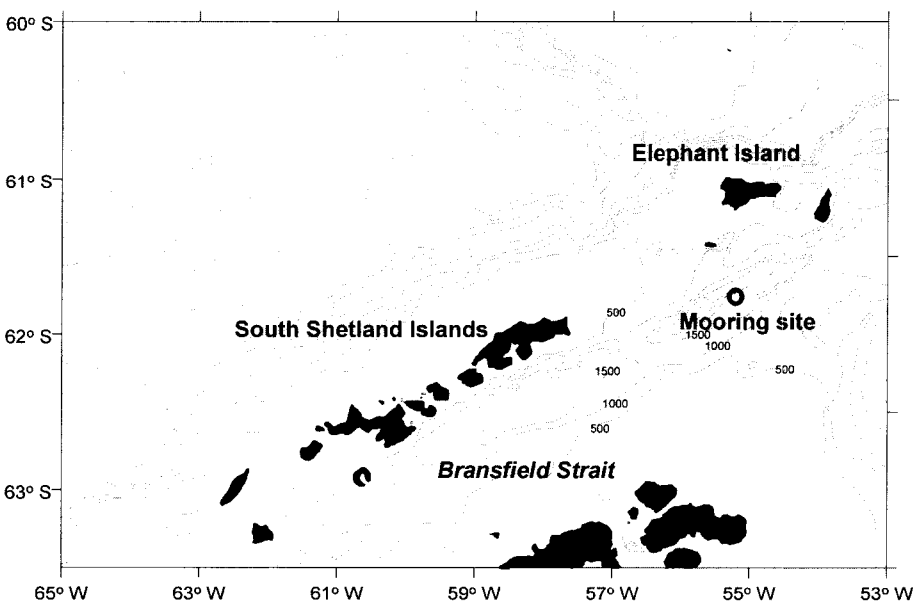 60° S
Elephant Island
61° S
500
Mooring site
South Shetland Islands
62° S
1500
1000
1500
500
1000
500
Bransfield Strait
63° S
65° W
63° W
61° W
59° W
57° W
55° W
53° W